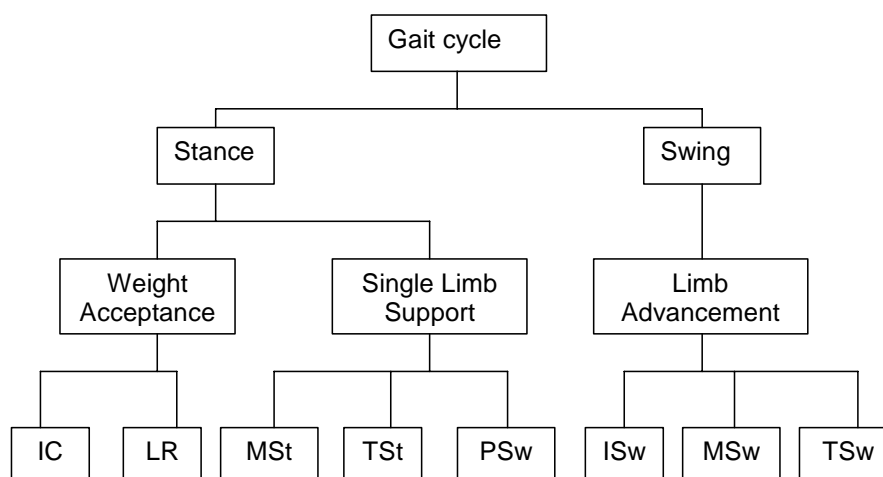 Gait cycle
Stance
Swing
Weight
Acceptance
Single Limb
Support
Limb
Advancement
IC
LR
MSt
TSt
PSw
ISw
MSw
TSw